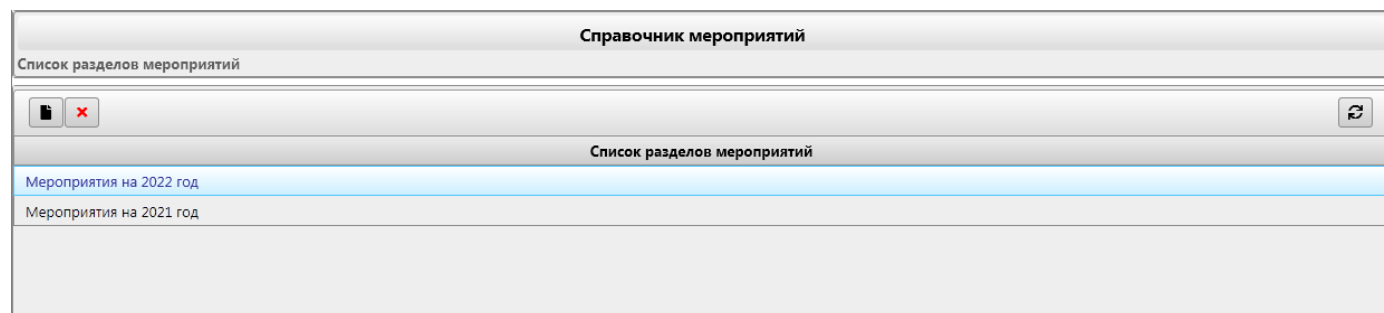 Справочник мероприятий
Список разделов мероприятий
Список разделов мероприятий
Мероприятия на 2022 год
Мероприятия на 2021 год